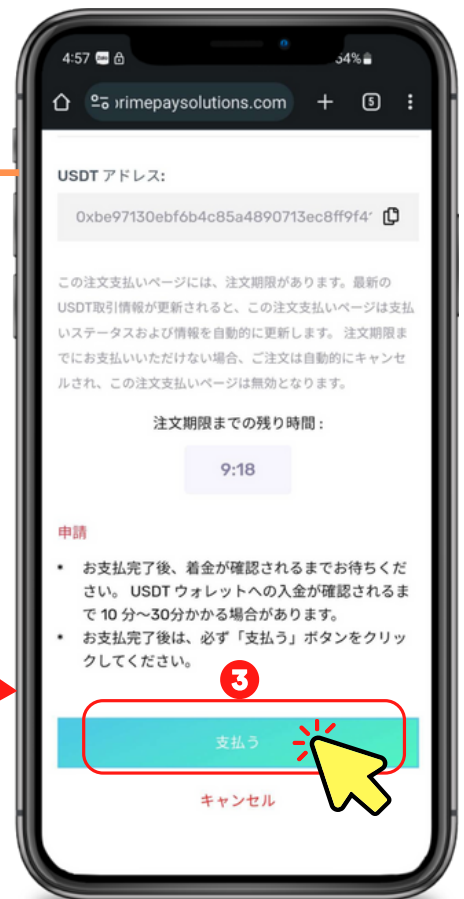 4:57
54%
rimepaysolutions.com
5
USDT アドレス:
0xbe97130ebf6b4c85a4890713ec8ff9f4
この注文支払いページには、注文期限があります。最新の
USDT取引情報が更新されると、この注文支払いページは支払
いステータスおよび情報を自動的に更新します。 注文期限ま
でにお支払いいただけない場合、ご注文は自動的にキャンセ
ルされ、この注文支払いページは無効となります。
注文期限までの残り時間 :
9:18
申請
• お支払完了後、着金が確認されるまでお待ちくだ
さい。 USDT ウォレットへの入金が確認されるま
で 10 分〜30分かかる場合があります。
• お支払完了後は、必ず「支払う」ボタンをクリッ
クしてください。
3
支払う
キャンセル